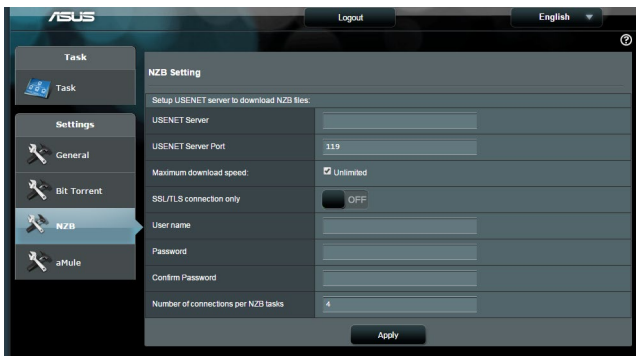 ASUS
Logout
English
Task
Task
Settings
General
Bit Torrent
NZB
aMule
NZB Setting
Setup USENET server to download NZB files:
USENET Server
USENET Server Port
119
Maximum download speed:
Unlimited
SSL/TLS connection only
OFF
User name
Password
Confirm Password
Number of connections per NZB tasks
4
Apply